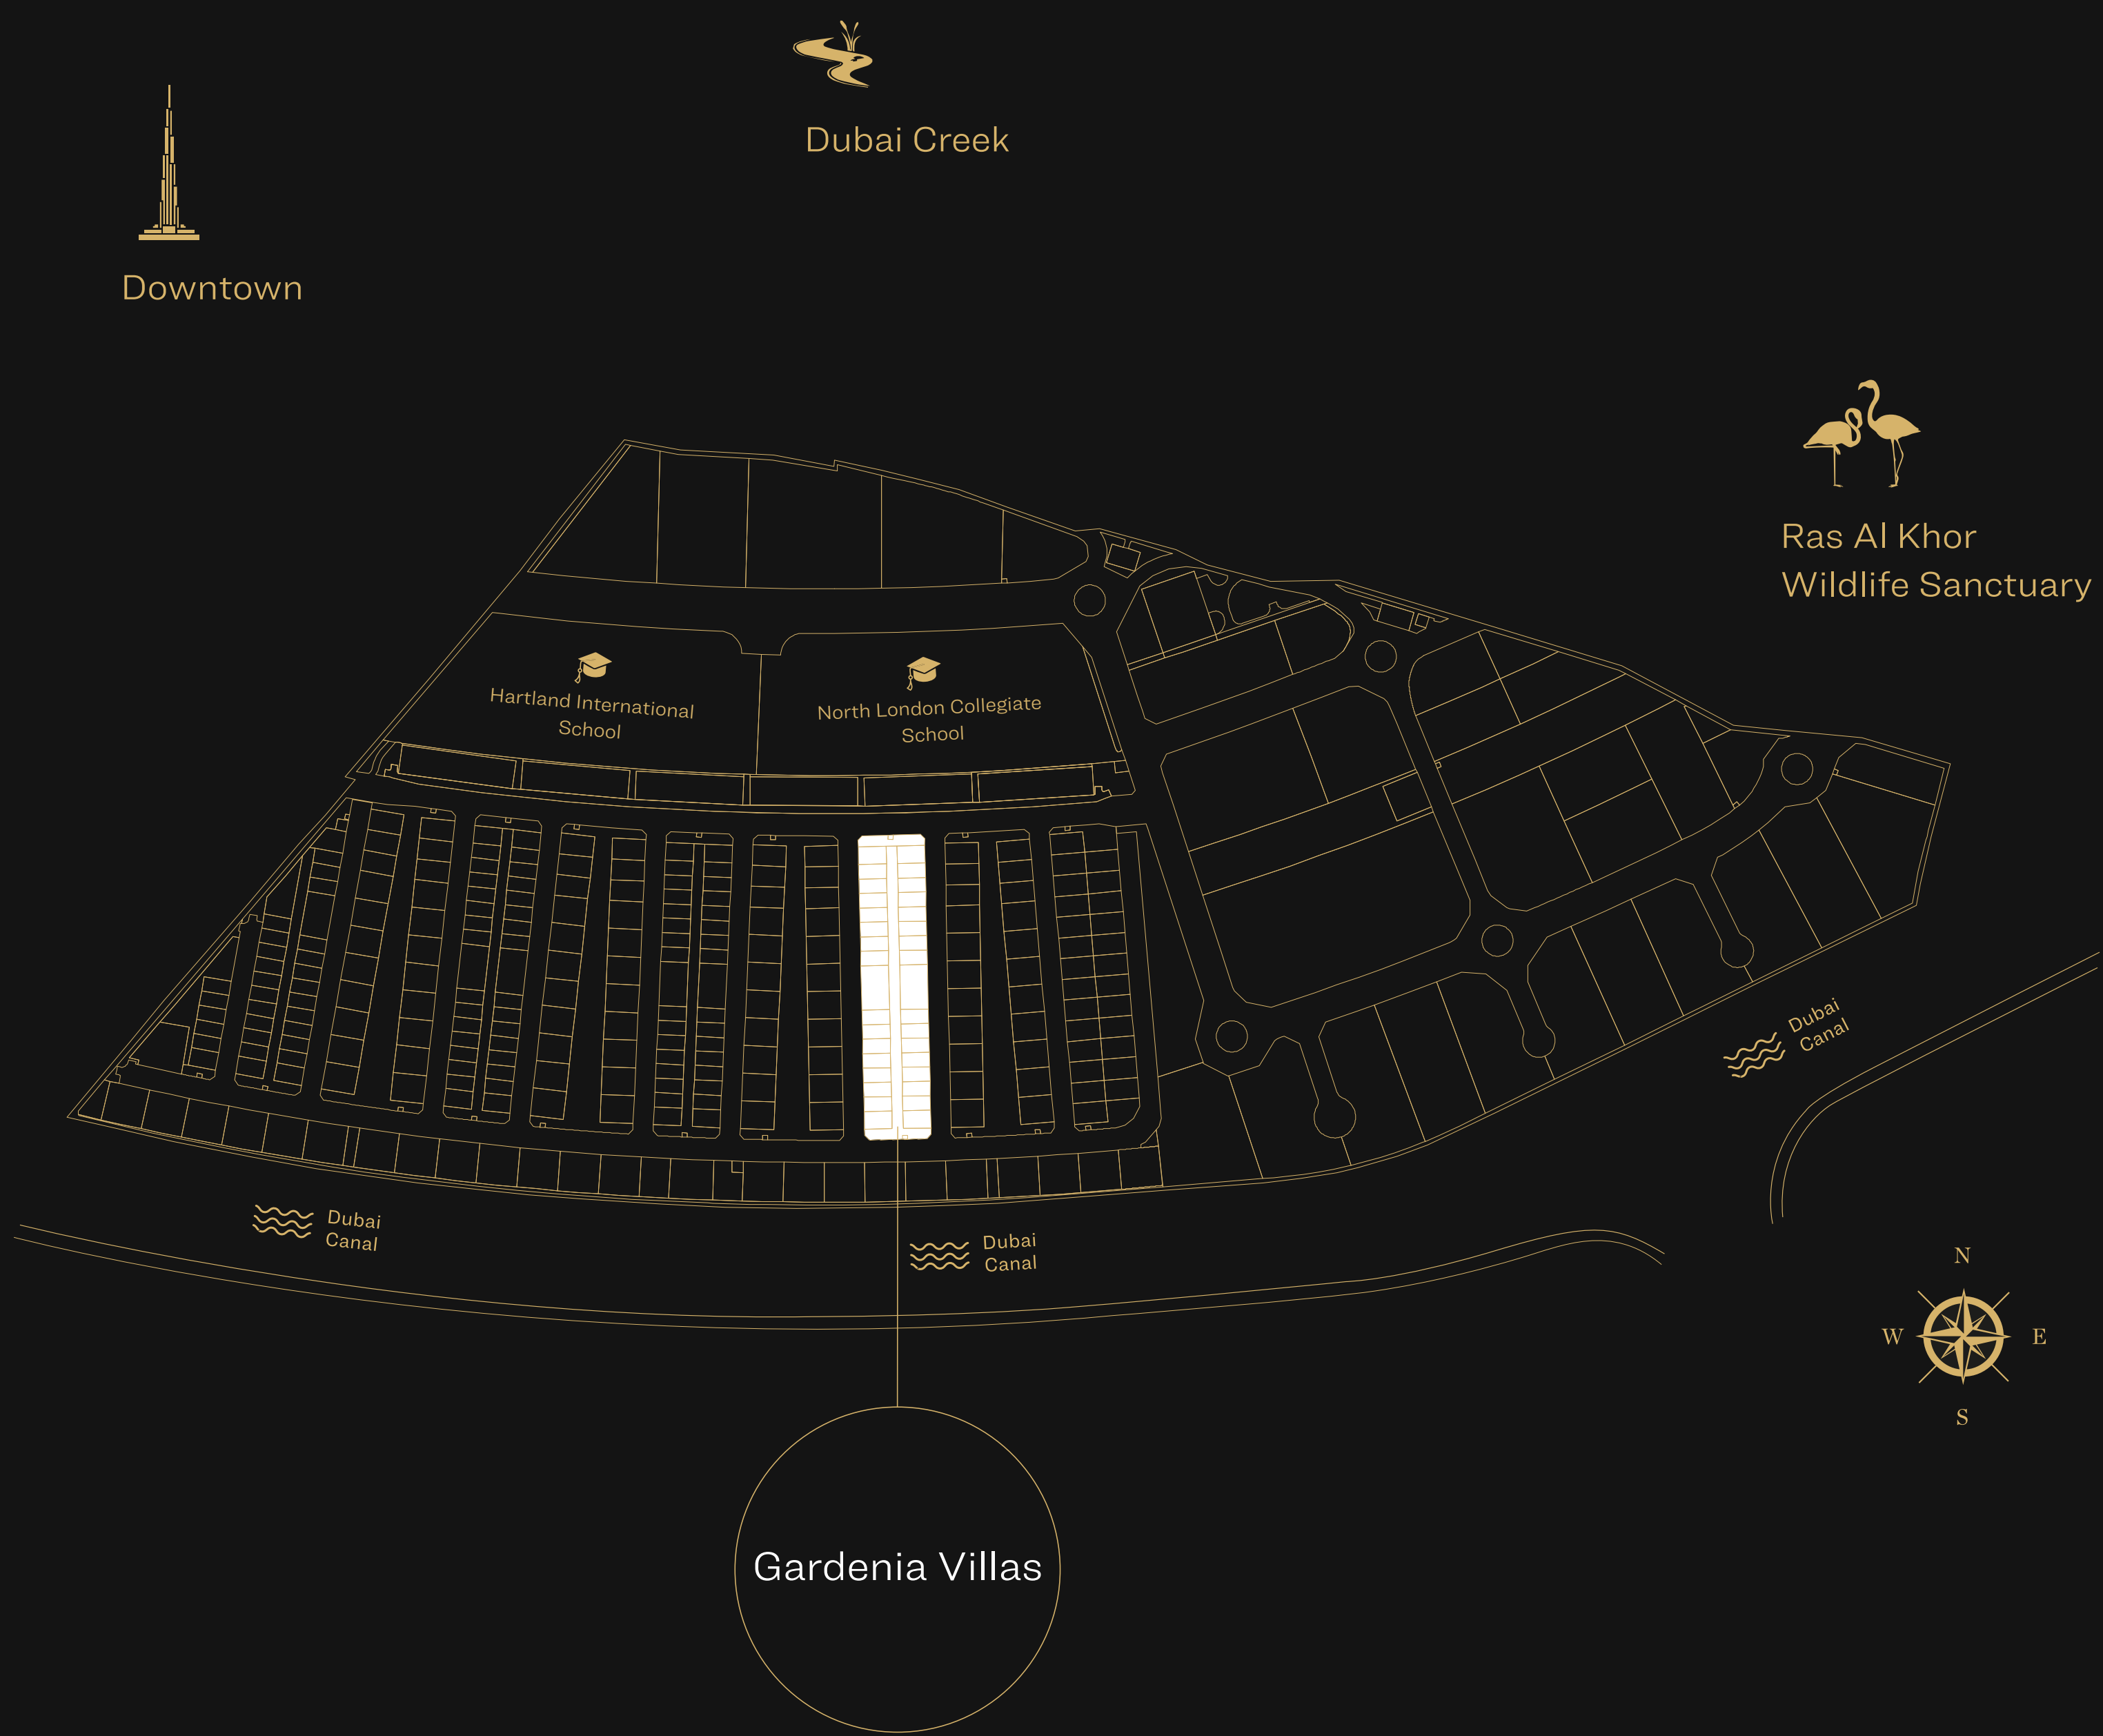 Dubai Creek
Downtown
Ras Al Khor
Wildlife Sanctuary
Hartland International
School
North London Collegiate
School
Dubai
Canal
Dubai
Canal
Dubai
Canal
N
W
E
S
Gardenia Villas